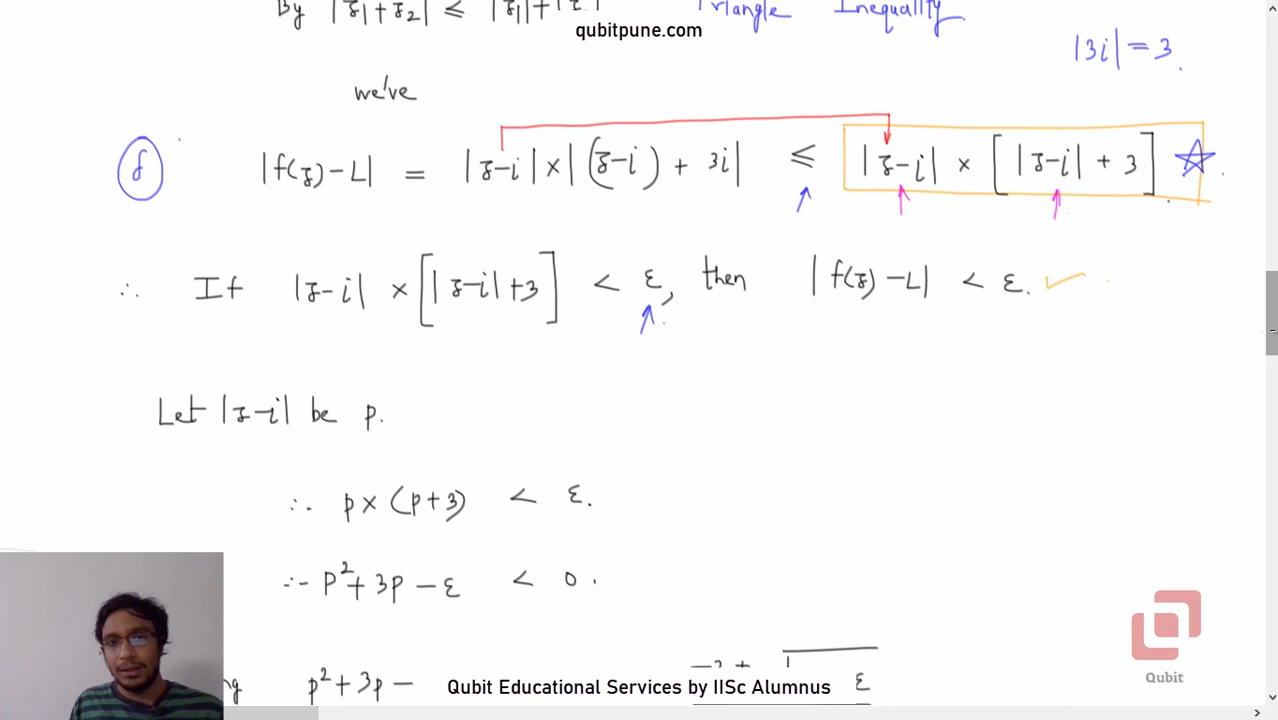 By |z₁+z₂| ≤ |z₁|+| Triangle Inequality.
qubitpune.com
|3i| = 3.
we've
f |f(z)-L| = |z-i|×|(z-i) + 3i| ≤ |z-i| × [|z-i| + 3]
∴ If |z-i| × [|z-i|+3] < ε, then |f(z)-L| < ε.
Let |z-i| be p.
∴ p×(p+3) < ε.
∴ p²+3p-ε < 0.
p²+3p- ε
Qubit Educational Services by IISc Alumnus
Qubit